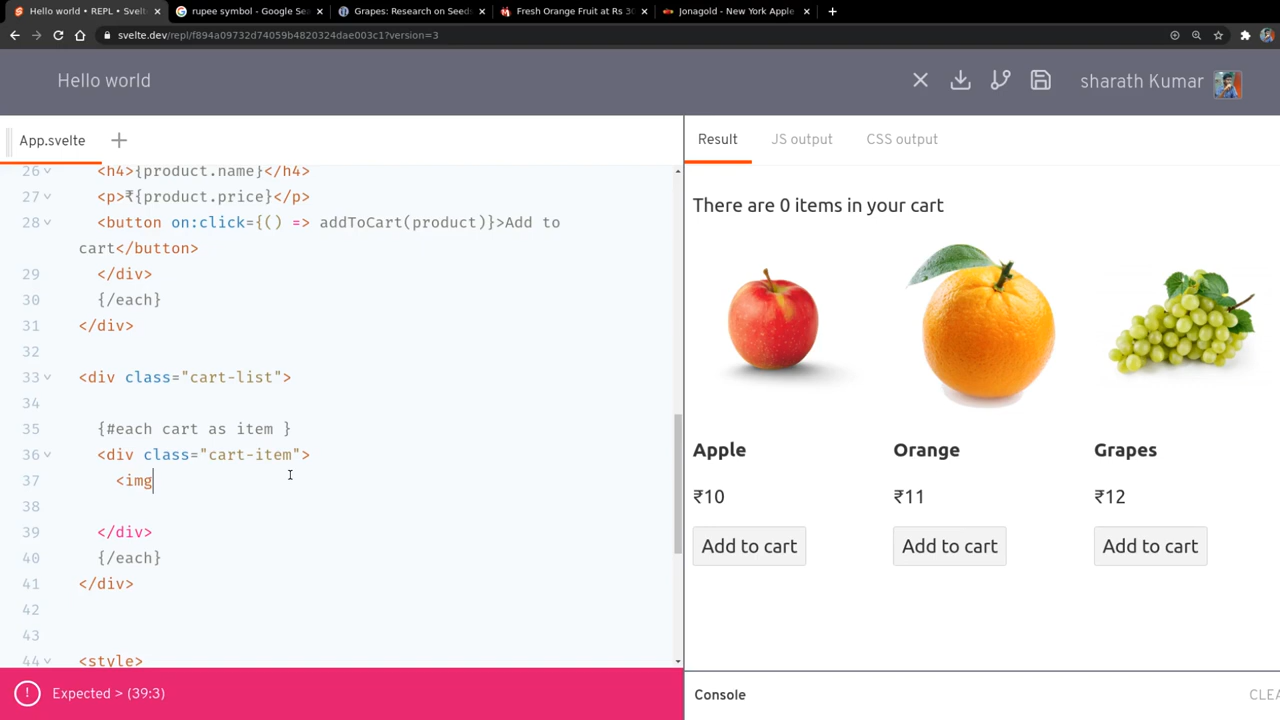 Hello world • REPL • Svelt
rupee symbol - Google Sea
Grapes: Research on Seeds
Fresh Orange Fruit at Rs 30
Jonagold - New York Apple
svelte.dev/repl/f894a09732d74059b4820324dae003c1?version=3
Hello world
sharath Kumar
App.svelte
Result
JS output
CSS output
26 <h4>{product.name}</h4>
27 <p>₹{product.price}</p>
28 <button on:click={() => addToCart(product)}>Add to
cart</button>
29 </div>
30 {/each}
31 </div>
32
33 <div class="cart-list">
34
35 {#each cart as item }
36 <div class="cart-item">
37 <img
38
39 </div>
40 {/each}
41 </div>
42
43
44 <style>
Expected > (39:3)
There are 0 items in your cart
Apple
Orange
Grapes
₹10
₹11
₹12
Add to cart
Add to cart
Add to cart
Console
CLEA